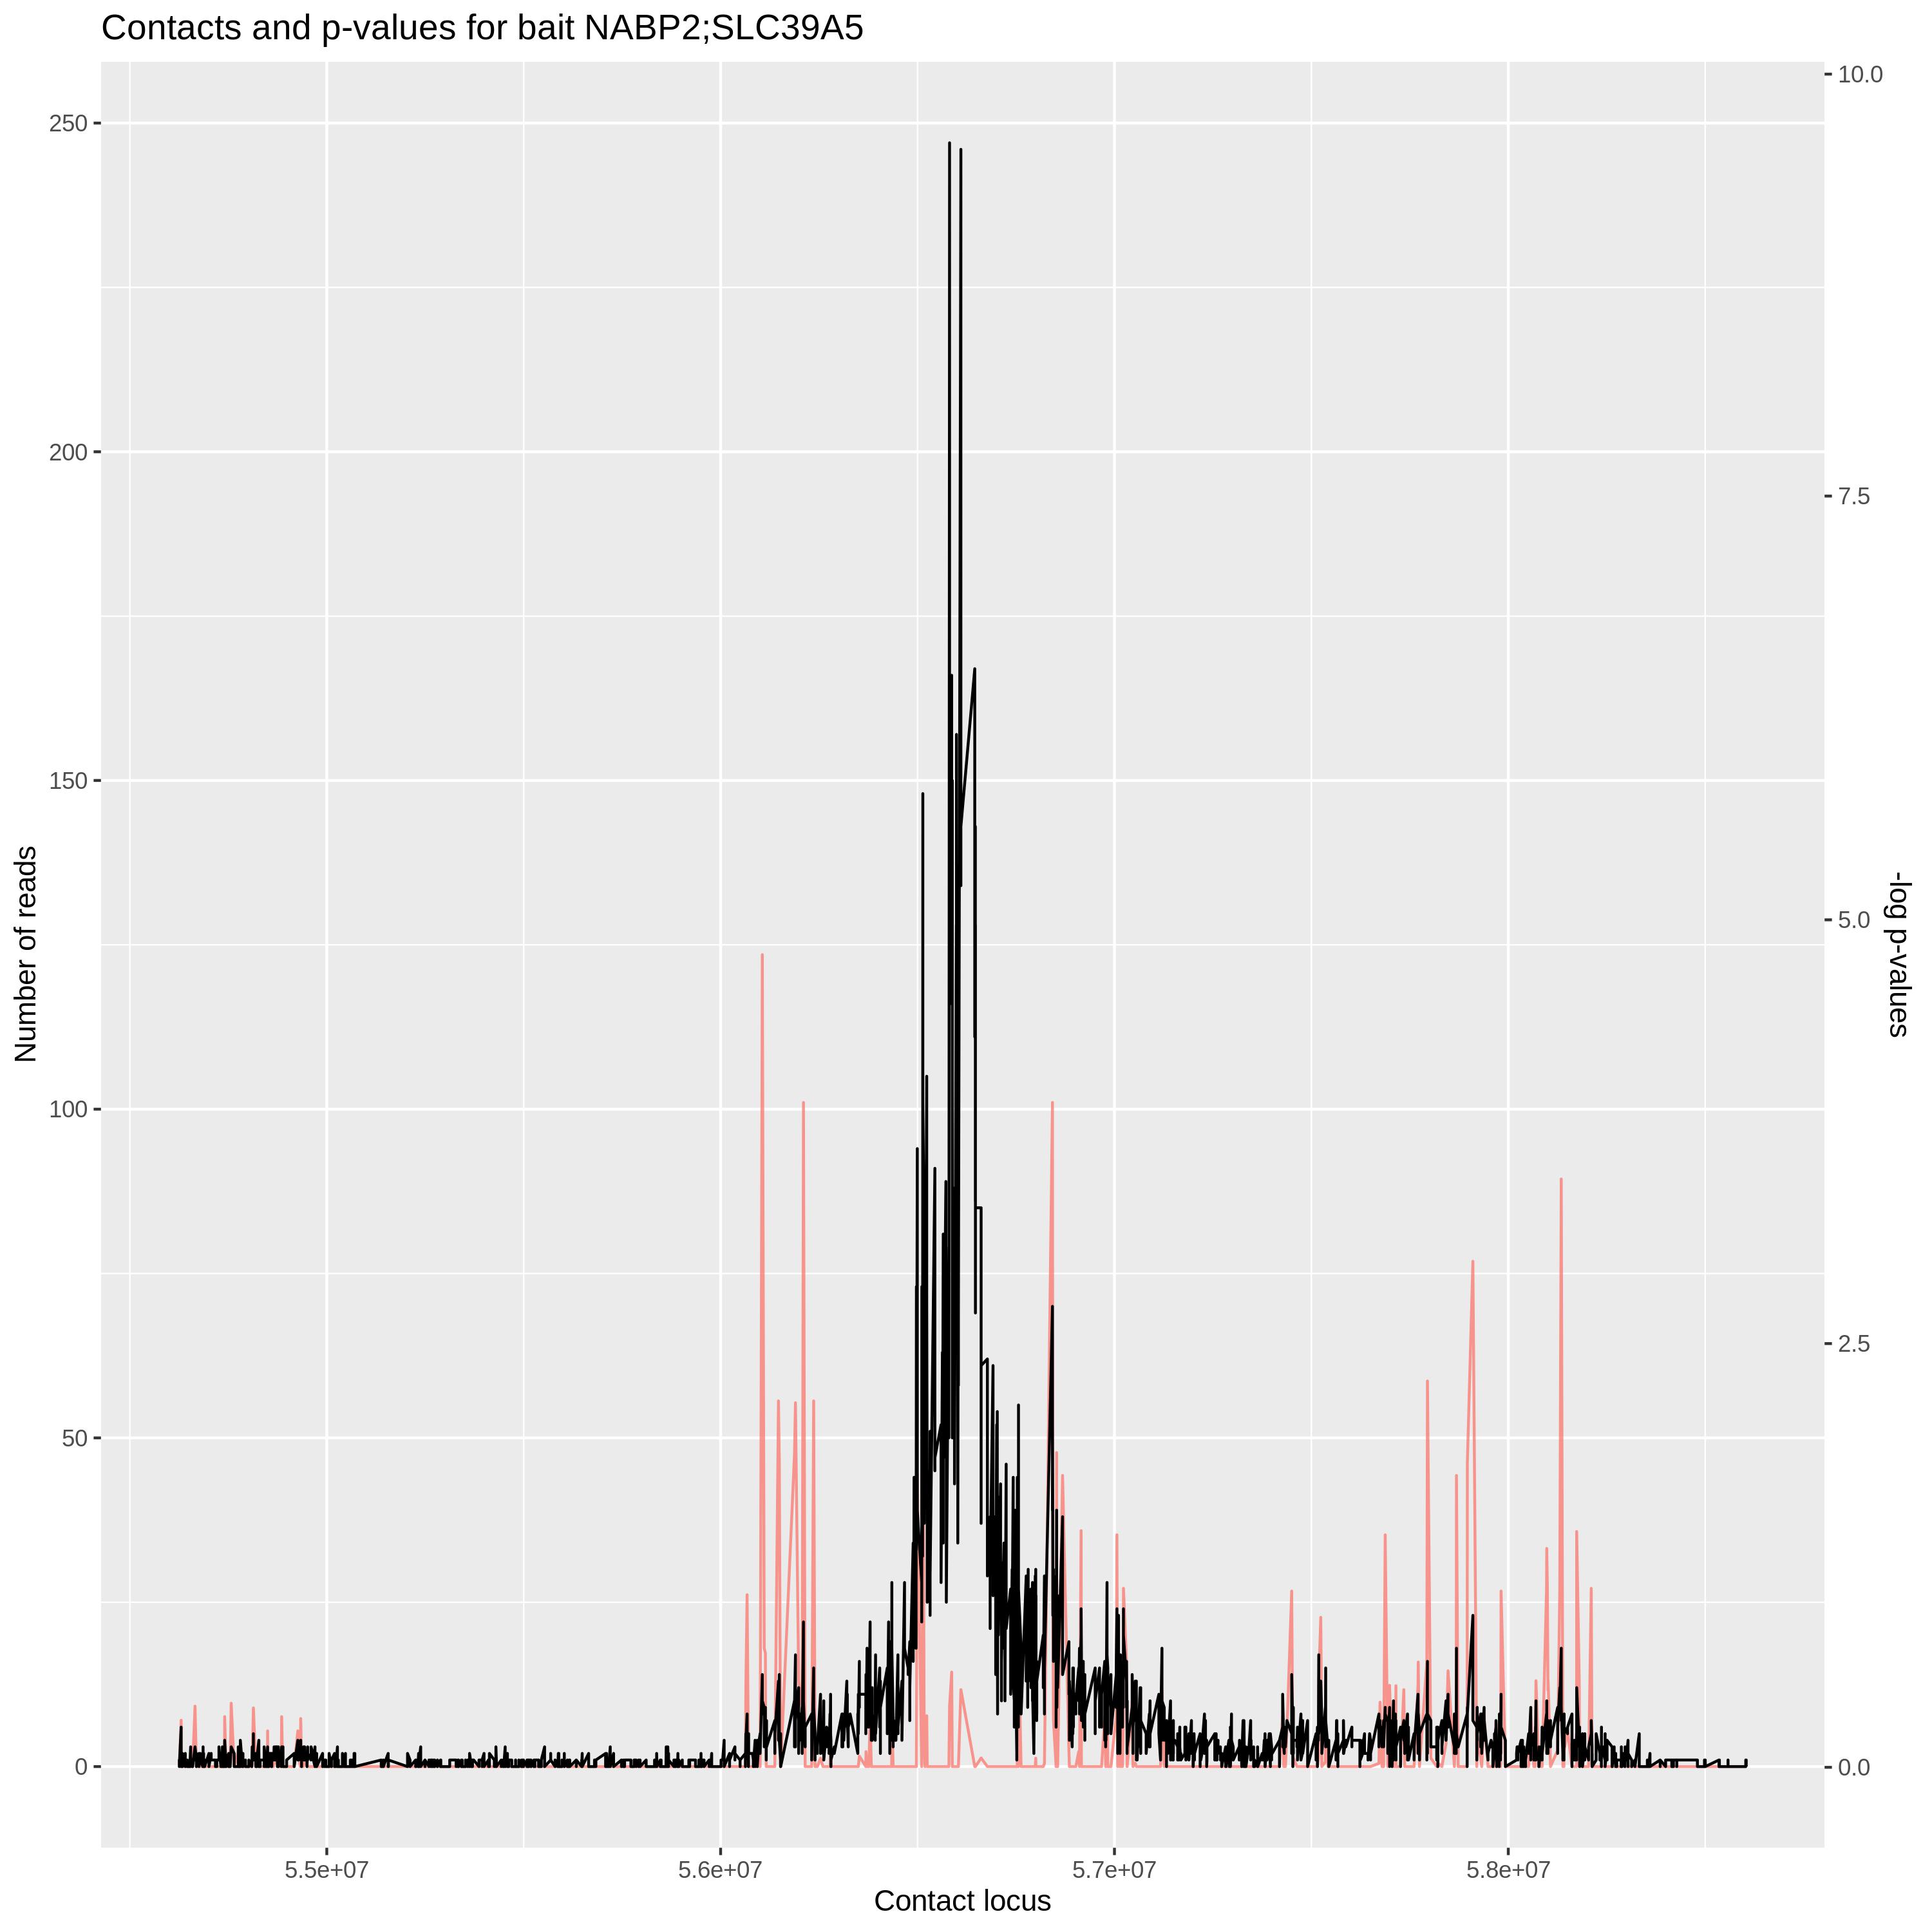 Contacts and p-values for bait NABP2;SLC39A5
Number of reads
250
200
150
100
50
0
10.0
7.5
5.0
2.5
0.0
-log p-values
5.5e+07
5.6e+07
5.7e+07
5.8e+07
Contact locus